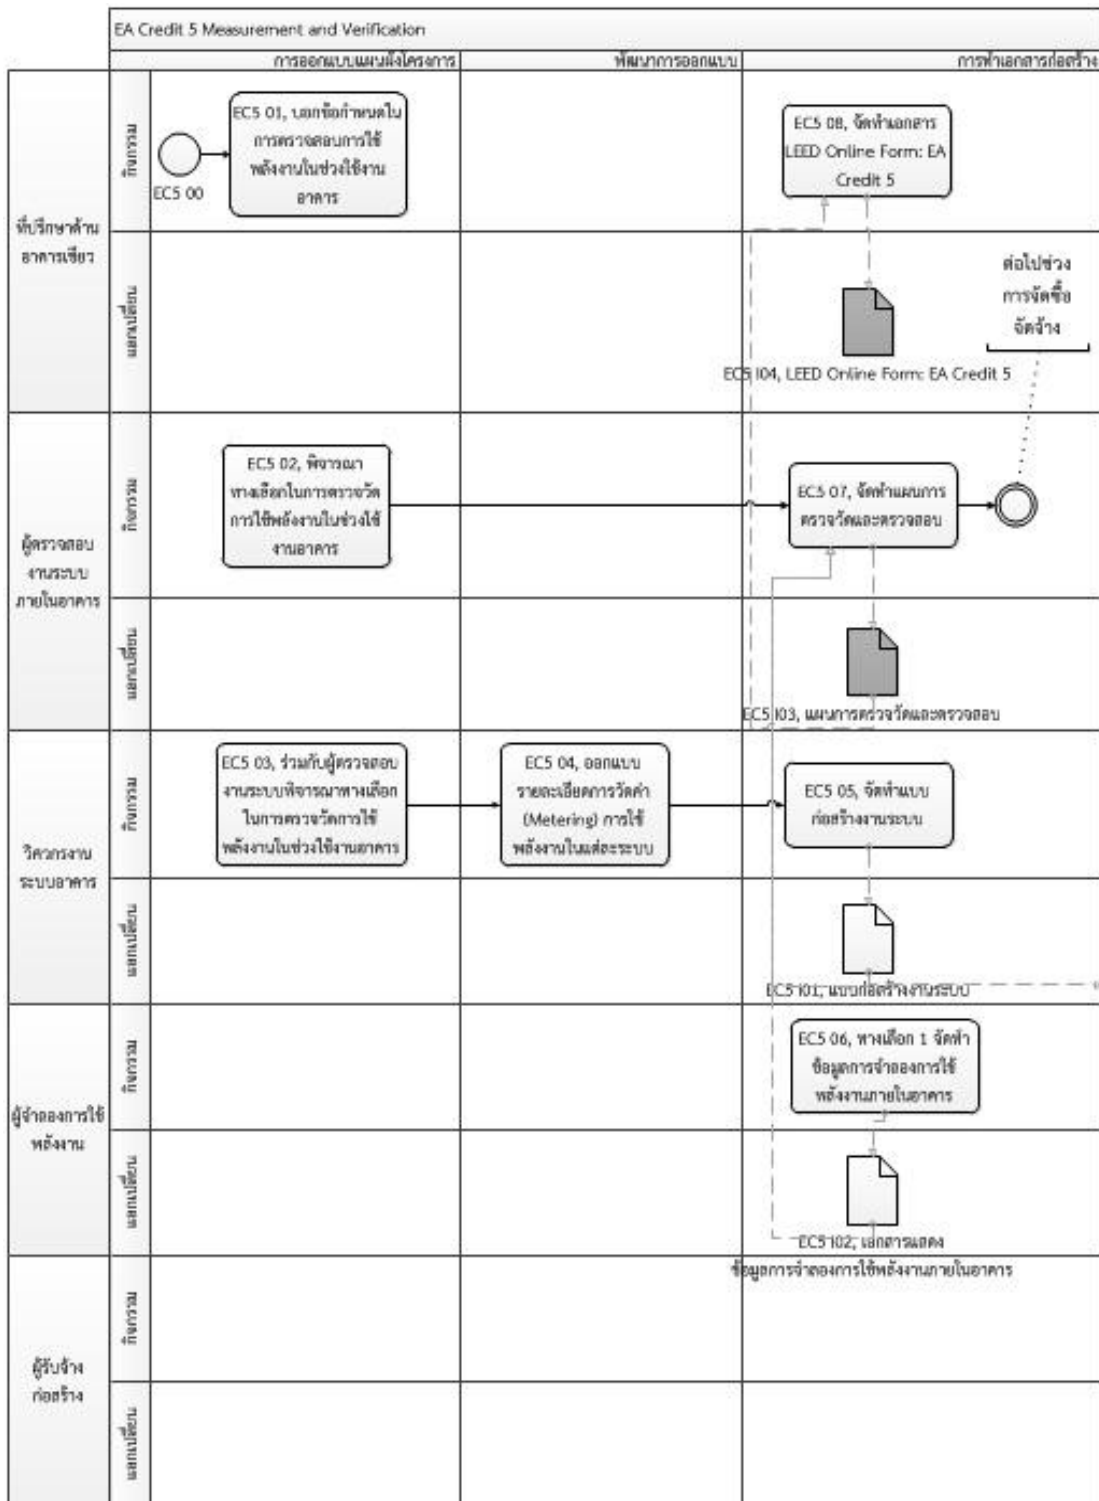 EA Credit 5 Measurement and Verification
การออกแบบแผนผังโครงการ
พัฒนาการออกแบบ
การทำเอกสารก่อสร้าง
ที่ปรึกษาด้าน
อาคารเขียว
กิจกรรม
EC5 00
EC5 01, บอกข้อกำหนดใน
การตรวจสอบการใช้
พลังงานในช่วงใช้งาน
อาคาร
EC5 08, จัดทำเอกสาร
LEED Online Form: EA
Credit 5
แลกเปลี่ยน
ต่อไปช่วง
การจัดซื้อ
จัดจ้าง
EC5 I04, LEED Online Form: EA Credit 5
ผู้ตรวจสอบ
งานระบบ
ภายในอาคาร
กิจกรรม
EC5 02, พิจารณา
ทางเลือกในการตรวจวัด
การใช้พลังงานในช่วงใช้
งานอาคาร
EC5 07, จัดทำแผนการ
ตรวจวัดและตรวจสอบ
แลกเปลี่ยน
EC5 I03, แผนการตรวจวัดและตรวจสอบ
วิศวกรงาน
ระบบอาคาร
กิจกรรม
EC5 03, ร่วมกับผู้ตรวจสอบ
งานระบบพิจารณาทางเลือก
ในการตรวจวัดการใช้
พลังงานในช่วงใช้งานอาคาร
EC5 04, ออกแบบ
รายละเอียดการวัดค่า
(Metering) การใช้
พลังงานในแต่ละระบบ
EC5 05, จัดทำแบบ
ก่อสร้างงานระบบ
แลกเปลี่ยน
EC5 I01, แบบก่อสร้างงานระบบ
ผู้จำลองการใช้
พลังงาน
กิจกรรม
EC5 06, ทางเลือก 1 จัดทำ
ข้อมูลการจำลองการใช้
พลังงานภายในอาคาร
แลกเปลี่ยน
EC5 I02, เอกสารแสดง
ข้อมูลการจำลองการใช้พลังงานภายในอาคาร
ผู้รับจ้าง
ก่อสร้าง
กิจกรรม
แลกเปลี่ยน